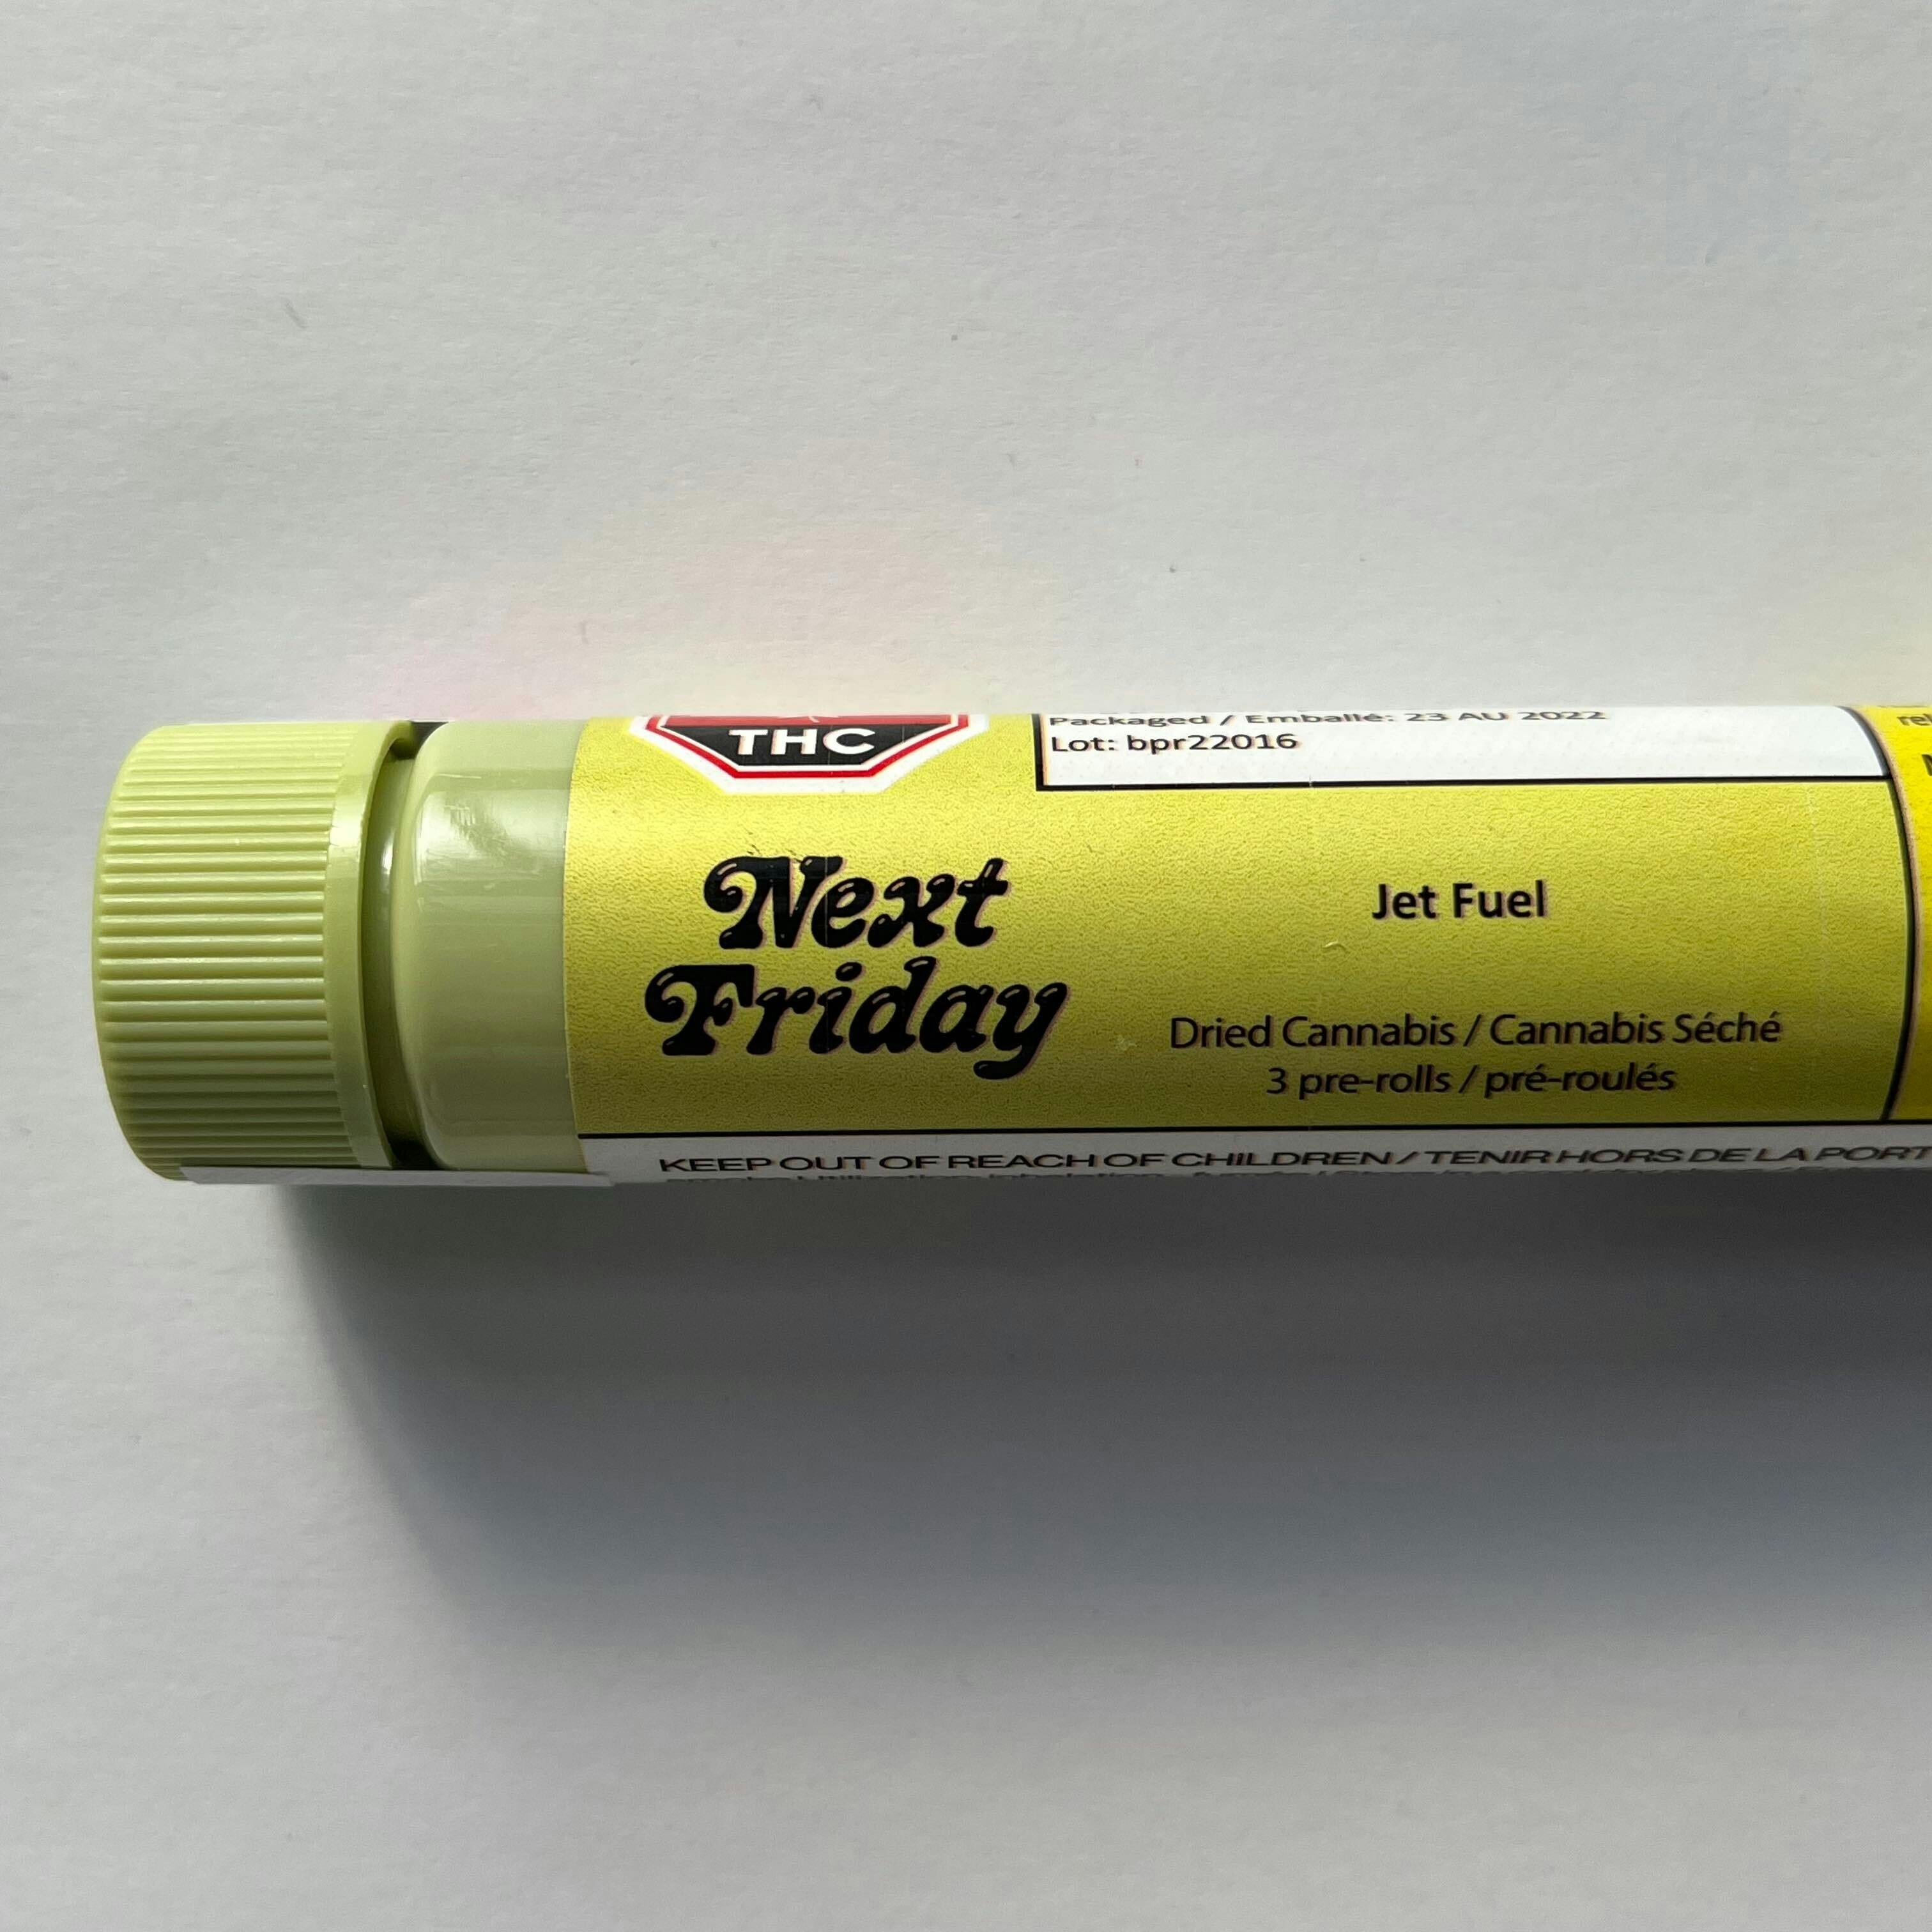 THC
Packaged / Emballé: 23 AU 2022
Lot: bpr22016
Next
Friday
Jet Fuel
Dried Cannabis / Cannabis Séché
3 pre-rolls / pré-roulés
KEEP OUT OF REACH OF CHILDREN / TENIR HORS DE LA PORT